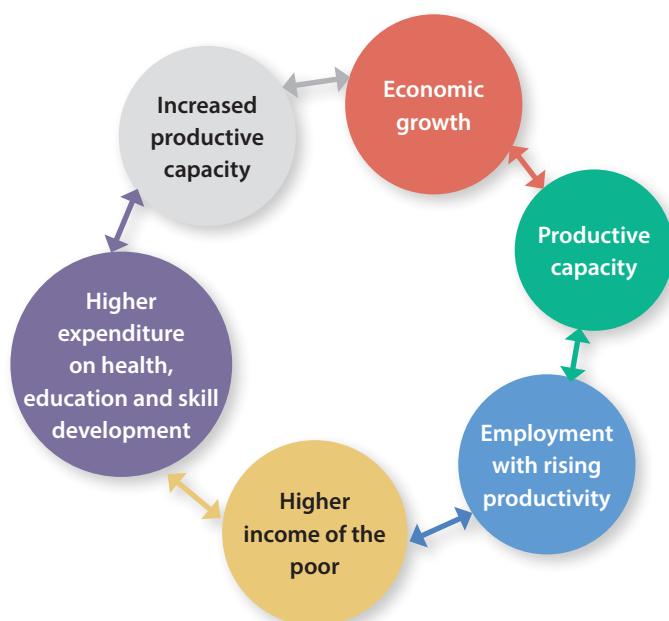 Economic
growth
Productive
capacity
Employment
with rising
productivity
Higher
income of the
poor
Higher
expenditure
on health,
education and skill
development
Increased
productive
capacity